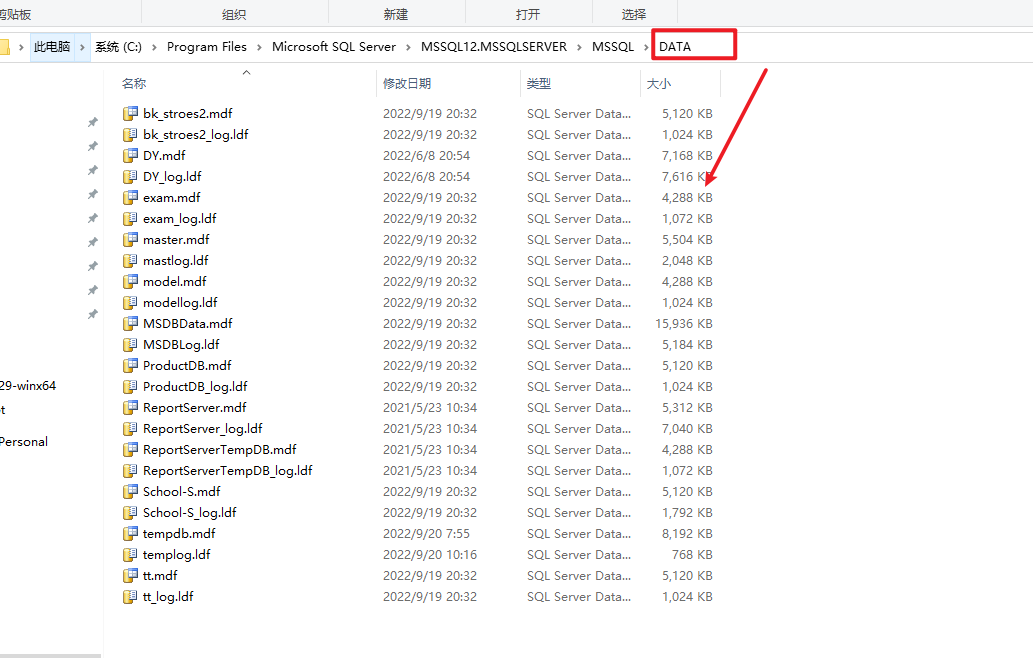 剪贴板 组织 新建 打开 选择
此电脑 › 系统 (C:) › Program Files › Microsoft SQL Server › MSSQL12.MSSQLSERVER › MSSQL › DATA
名称 修改日期 类型 大小
bk_stroes2.mdf 2022/9/19 20:32 SQL Server Data... 5,120 KB
bk_stroes2_log.ldf 2022/9/19 20:32 SQL Server Data... 1,024 KB
DY.mdf 2022/6/8 20:54 SQL Server Data... 7,168 KB
DY_log.ldf 2022/6/8 20:54 SQL Server Data... 7,616 KB
exam.mdf 2022/9/19 20:32 SQL Server Data... 4,288 KB
exam_log.ldf 2022/9/19 20:32 SQL Server Data... 1,072 KB
master.mdf 2022/9/19 20:32 SQL Server Data... 5,504 KB
mastlog.ldf 2022/9/19 20:32 SQL Server Data... 2,048 KB
model.mdf 2022/9/19 20:32 SQL Server Data... 4,288 KB
modellog.ldf 2022/9/19 20:32 SQL Server Data... 1,024 KB
MSDBData.mdf 2022/9/19 20:32 SQL Server Data... 15,936 KB
MSDBLog.ldf 2022/9/19 20:32 SQL Server Data... 5,184 KB
ProductDB.mdf 2022/9/19 20:32 SQL Server Data... 5,120 KB
29-winx64 ProductDB_log.ldf 2022/9/19 20:32 SQL Server Data... 1,024 KB
t ReportServer.mdf 2021/5/23 10:34 SQL Server Data... 5,312 KB
ReportServer_log.ldf 2021/5/23 10:34 SQL Server Data... 7,040 KB
Personal ReportServerTempDB.mdf 2021/5/23 10:34 SQL Server Data... 4,288 KB
ReportServerTempDB_log.ldf 2021/5/23 10:34 SQL Server Data... 1,072 KB
School-S.mdf 2022/9/19 20:32 SQL Server Data... 5,120 KB
School-S_log.ldf 2022/9/19 20:32 SQL Server Data... 1,792 KB
tempdb.mdf 2022/9/20 7:55 SQL Server Data... 8,192 KB
templog.ldf 2022/9/20 10:16 SQL Server Data... 768 KB
tt.mdf 2022/9/19 20:32 SQL Server Data... 5,120 KB
tt_log.ldf 2022/9/19 20:32 SQL Server Data... 1,024 KB